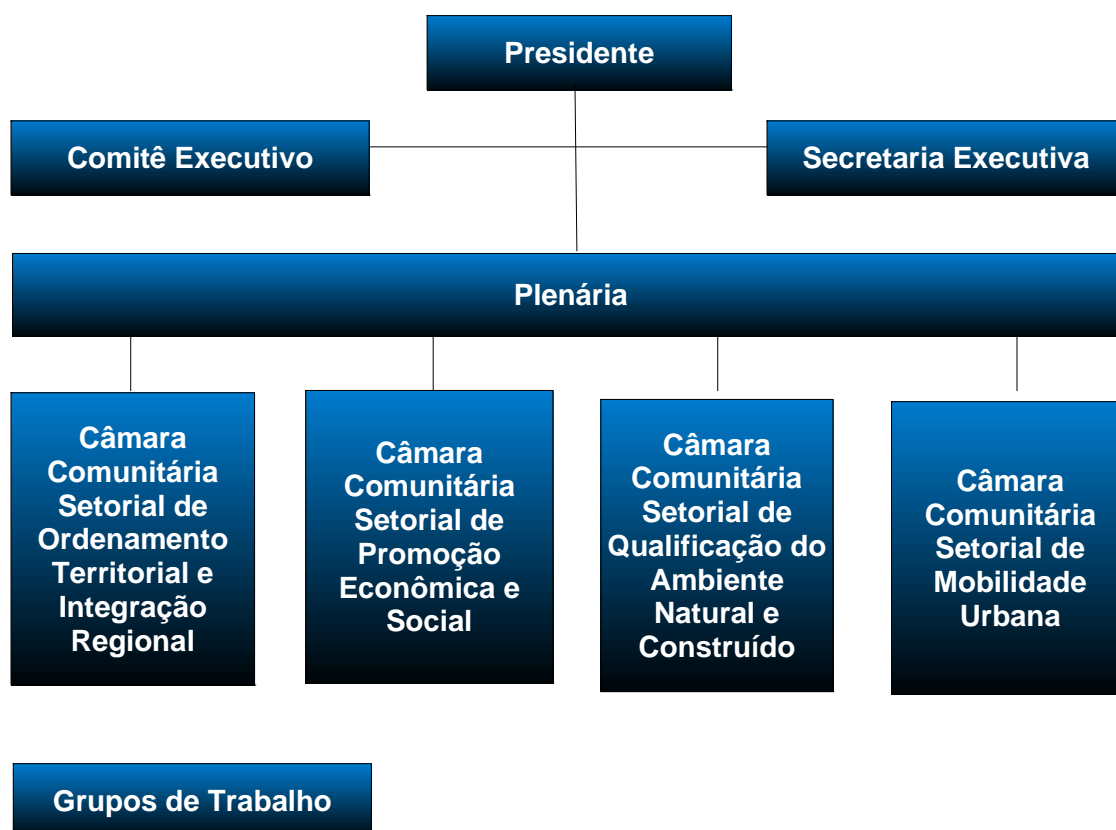 Presidente
Comitê Executivo
Secretaria Executiva
Plenária
Câmara
Comunitária
Setorial de
Ordenamento
Territorial e
Integração
Regional
Câmara
Comunitária
Setorial de
Promoção
Econômica e
Social
Câmara
Comunitária
Setorial de
Qualificação do
Ambiente
Natural e
Construído
Câmara
Comunitária
Setorial de
Mobilidade
Urbana
Grupos de Trabalho